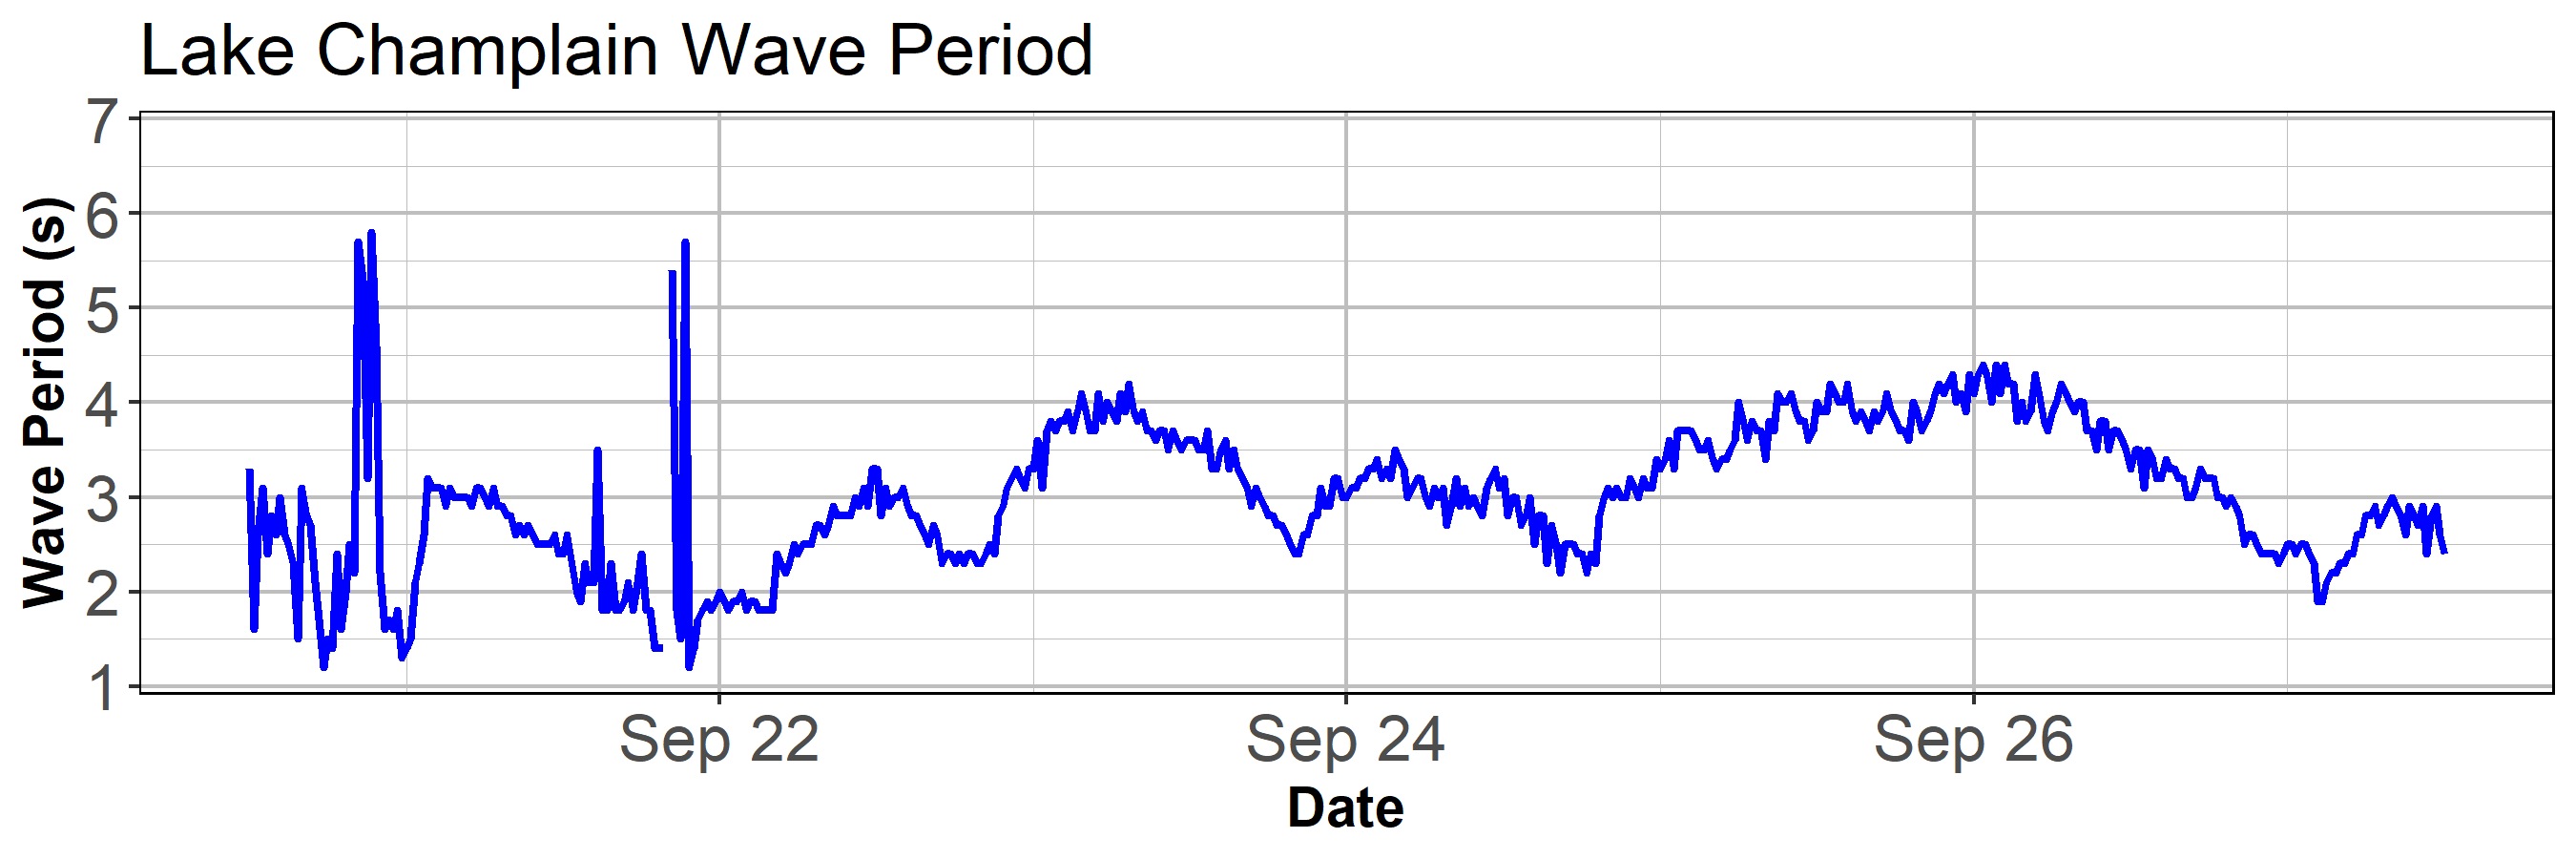 Lake Champlain Wave Period
Wave Period (s)
7
6
5
4
3
2
1
Sep 22
Sep 24
Sep 26
Date